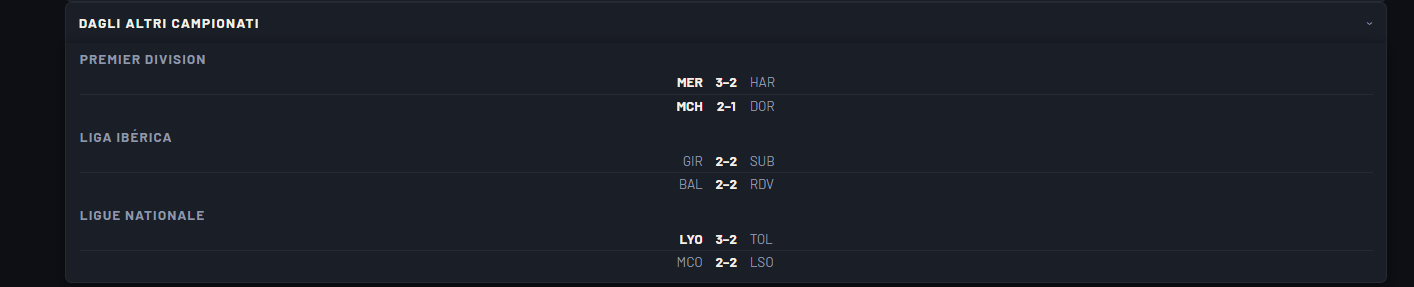 DAGLI ALTRI CAMPIONATI
PREMIER DIVISION
MER 3–2 HAR
MCH 2–1 DOR
LIGA IBÉRICA
GIR 2–2 SUB
BAL 2–2 RDV
LIGUE NATIONALE
LYO 3–2 TOL
MCO 2–2 LSO